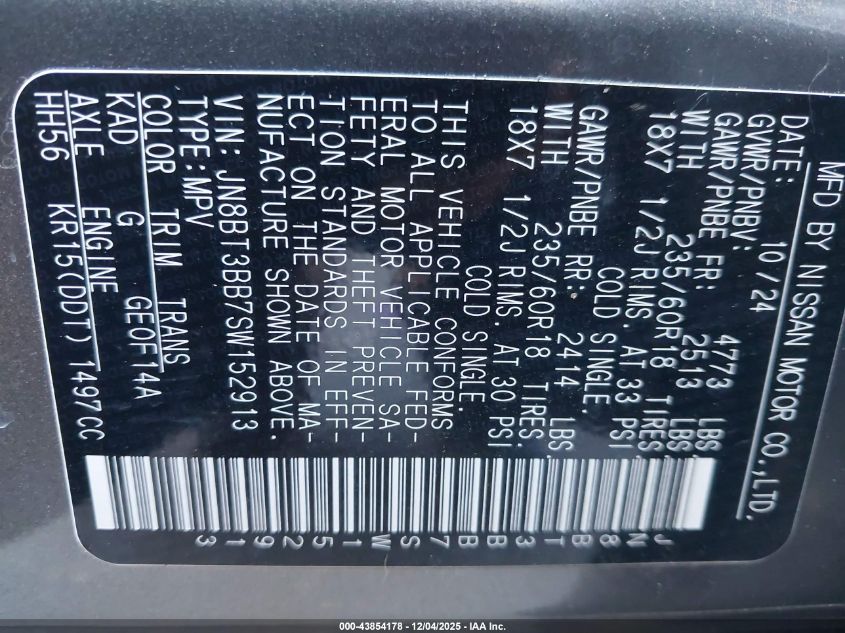 MFD BY NISSAN MOTOR CO.,LTD.
DATE: 10/24
GVWR/PNBV: 4773 LBS.
GAWR/PNBE FR: 2513 LBS.
WITH 235/60R18 TIRES,
18X7 1/2J RIMS. AT 33 PSI
COLD SINGLE.
GAWR/PNBE RR: 2414 LBS.
WITH 235/60R18 TIRES,
18X7 1/2J RIMS. AT 30 PSI
COLD SINGLE.
THIS VEHICLE CONFORMS
TO ALL APPLICABLE FED-
ERAL MOTOR VEHICLE SA-
FETY AND THEFT PREVEN-
TION STANDARDS IN EFF-
ECT ON THE DATE OF MA-
NUFACTURE SHOWN ABOVE.
VIN: JN8BT3BB7SW152913
TYPE:MPV
COLOR TRIM TRANS
KAD G GE0F14A
AXLE ENGINE
HH56 KR15(DDT) 1497CC
JN8BT3BB7SW152913
000-43854178 - 12/04/2025 - IAA Inc.